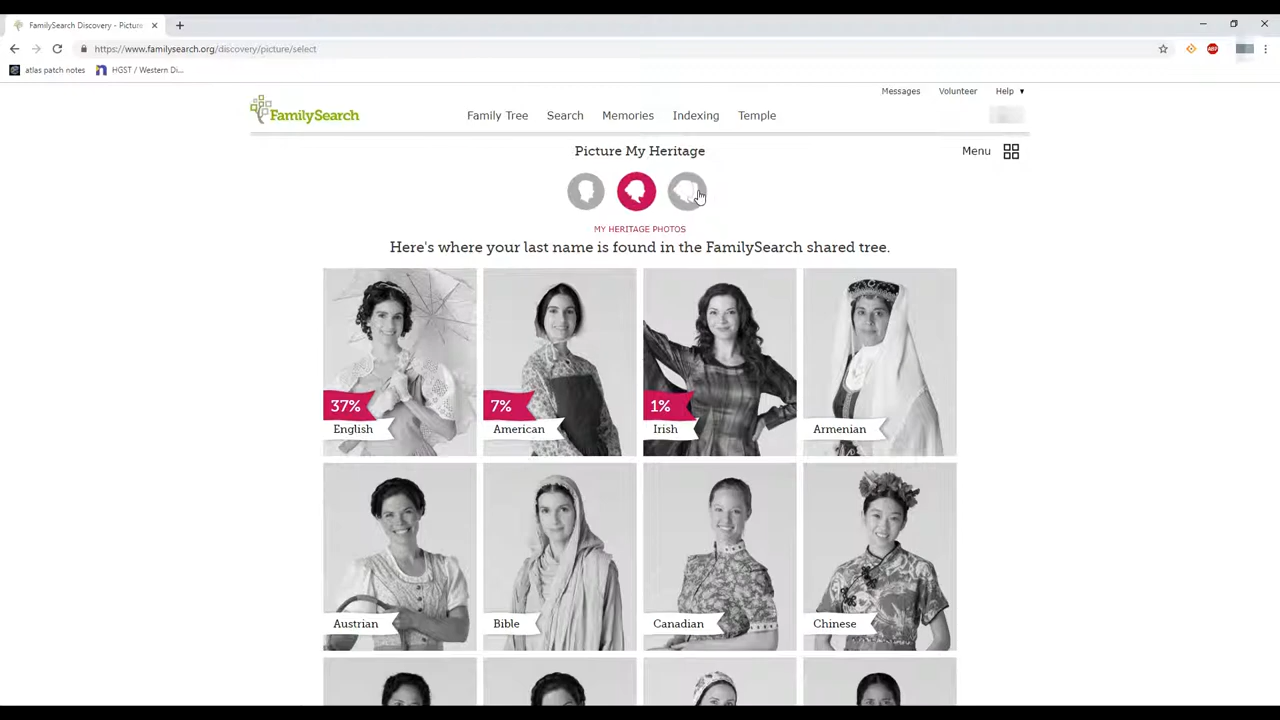 FamilySearch Discovery - Pictur
https://www.familysearch.org/discovery/picture/select
atlas patch notes
HGST / Western Di...
ABP
Messages Volunteer Help ▼
FamilySearch
Family Tree Search Memories Indexing Temple
Picture My Heritage
Menu
MY HERITAGE PHOTOS
Here's where your last name is found in the FamilySearch shared tree.
37%
English
7%
American
1%
Irish
Armenian
Austrian
Bible
Canadian
Chinese